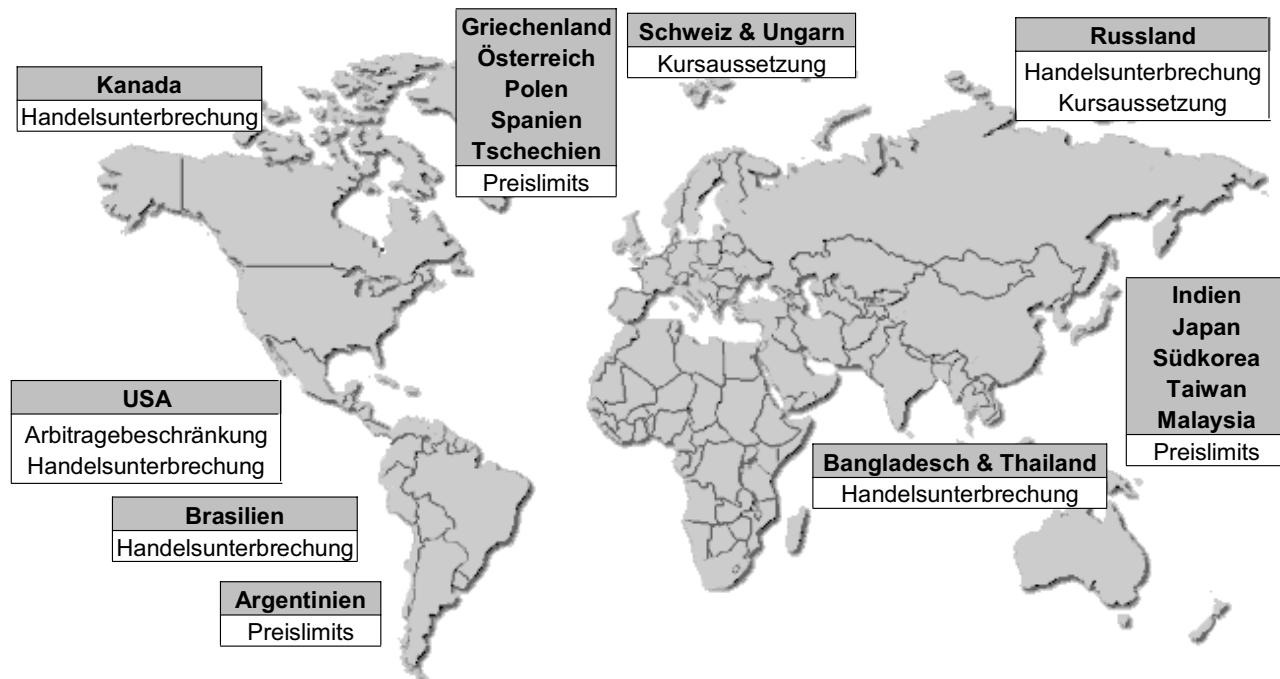 Griechenland
Österreich
Polen
Spanien
Tschechien
Preislimits
Schweiz & Ungarn
Kursaussetzung
Russland
Handelsunterbrechung
Kursaussetzung
Kanada
Handelsunterbrechung
Indien
Japan
Südkorea
Taiwan
Malaysia
Preislimits
USA
Arbitragebeschränkung
Handelsunterbrechung
Bangladesch & Thailand
Handelsunterbrechung
Brasilien
Handelsunterbrechung
Argentinien
Preislimits